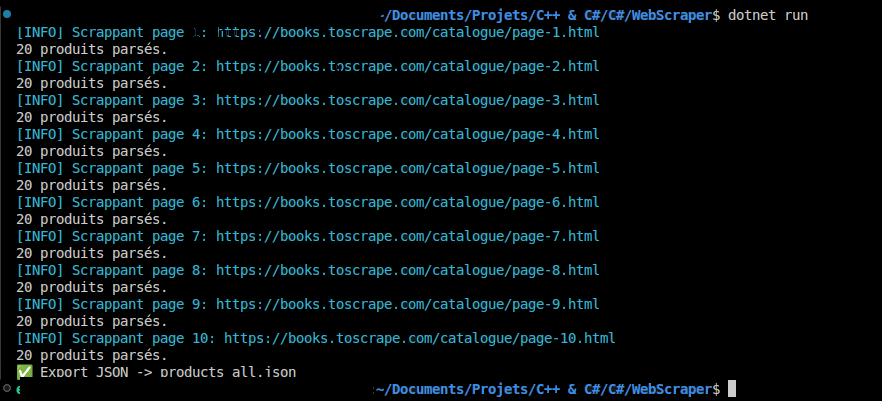 ~/Documents/Projets/C++ & C#/C#/WebScraper$ dotnet run
[INFO] Scrappant page 1: https://books.toscrape.com/catalogue/page-1.html
20 produits parsés.
[INFO] Scrappant page 2: https://books.toscrape.com/catalogue/page-2.html
20 produits parsés.
[INFO] Scrappant page 3: https://books.toscrape.com/catalogue/page-3.html
20 produits parsés.
[INFO] Scrappant page 4: https://books.toscrape.com/catalogue/page-4.html
20 produits parsés.
[INFO] Scrappant page 5: https://books.toscrape.com/catalogue/page-5.html
20 produits parsés.
[INFO] Scrappant page 6: https://books.toscrape.com/catalogue/page-6.html
20 produits parsés.
[INFO] Scrappant page 7: https://books.toscrape.com/catalogue/page-7.html
20 produits parsés.
[INFO] Scrappant page 8: https://books.toscrape.com/catalogue/page-8.html
20 produits parsés.
[INFO] Scrappant page 9: https://books.toscrape.com/catalogue/page-9.html
20 produits parsés.
[INFO] Scrappant page 10: https://books.toscrape.com/catalogue/page-10.html
20 produits parsés.
✅ Export JSON -> products_all.json
:~/Documents/Projets/C++ & C#/C#/WebScraper$